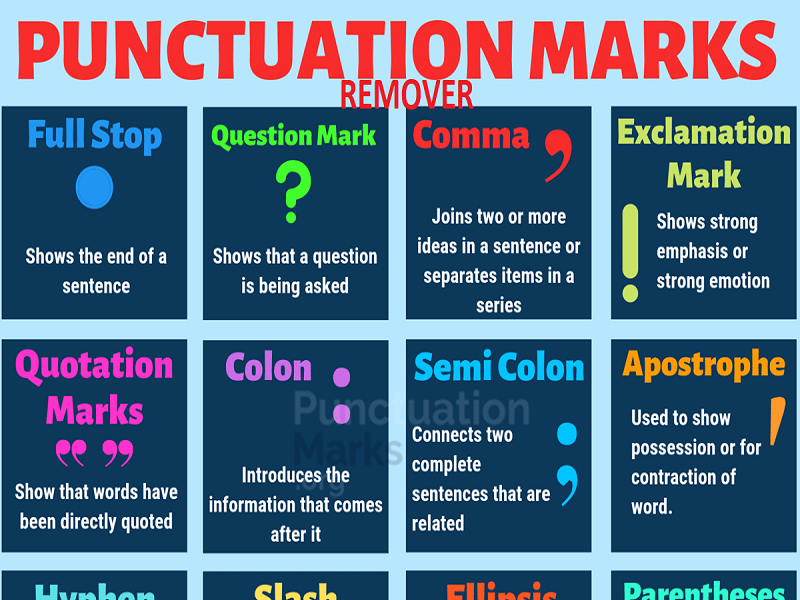 PUNCTUATION MARKS
REMOVER
Full Stop
Shows the end of a
sentence
Question Mark
?
Shows that a question
is being asked
Comma
,
Joins two or more
ideas in a sentence or
separates items in a
series
Exclamation
Mark
!
Shows strong
emphasis or
strong emotion
Quotation
Marks
❞ ❞
Show that words have
been directly quoted
Colon
:
Introduces the
information that comes
after it
Semi Colon
;
Connects two
complete
sentences that are
related
Apostrophe
'
Used to show
possession or for
contraction of
word.
Punctuation
Marks
.org
Hyphen
Slash
Ellipsis
Parentheses